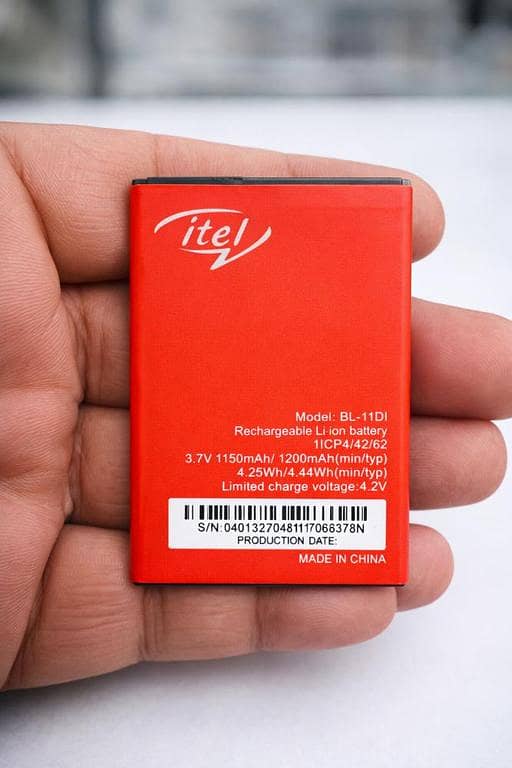 itel
Model: BL-11DI
Rechargeable Li-ion battery
1ICP4/42/62
3.7V 1150mAh/ 1200mAh(min/typ)
4.25Wh/4.44Wh(min/typ)
Limited charge voltage:4.2V
S/N:04013270481117066378N
PRODUCTION DATE:
MADE IN CHINA